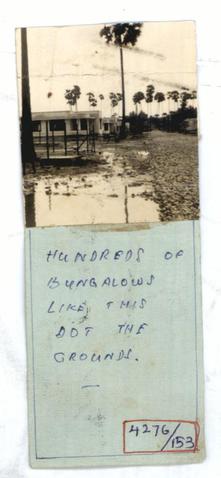 HUNDREDS OF
BUNGALOWS
LIKE THIS
DOT THE
GROUNDS.
—
4276/153